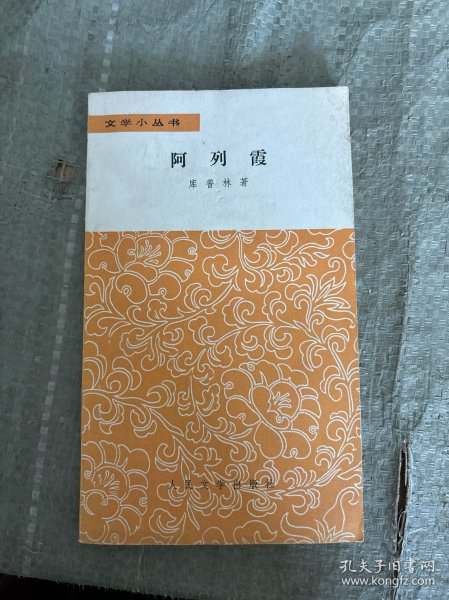 文学小丛书
阿列霞
库普林著
人民文学出版社
孔夫子旧书网
www.kongfz.com